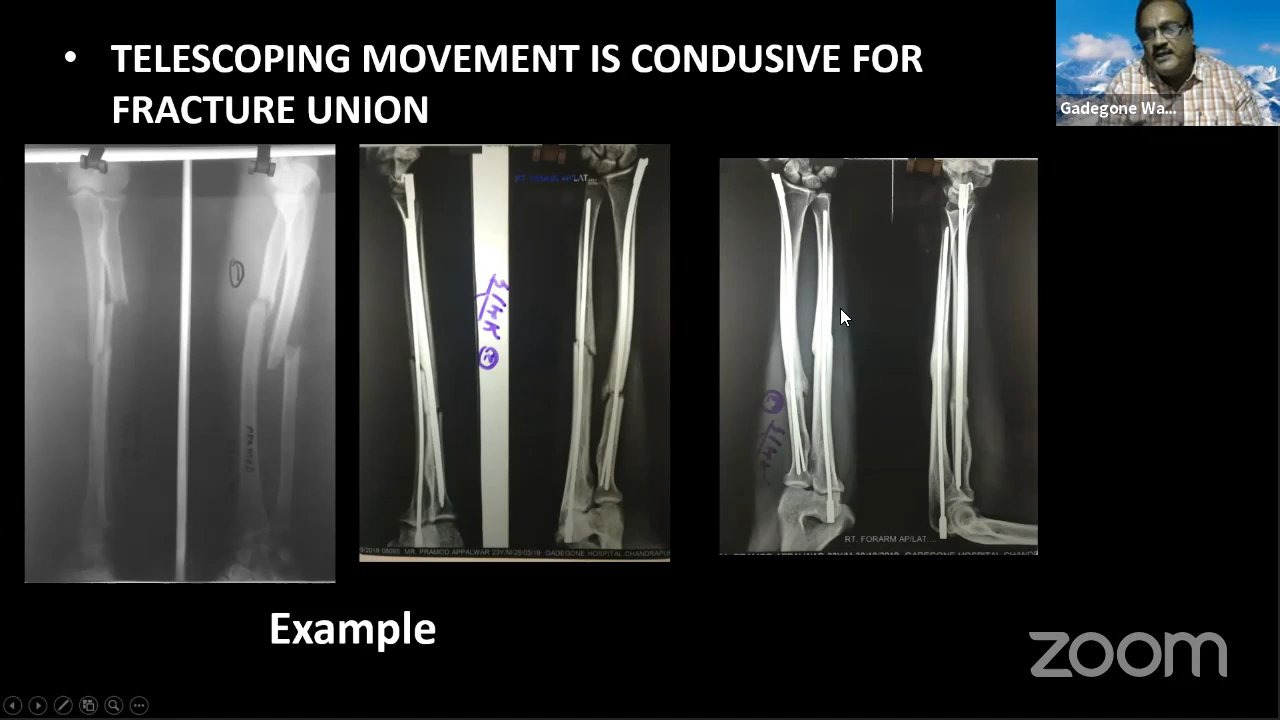 • TELESCOPING MOVEMENT IS CONDUSIVE FOR
FRACTURE UNION
Gadegone Wa...
MR. PRAMOD APPALWAR 23Y/M/28/05/19 GADEGONE HOSPITAL
RT. FORARM AP/LAT....
Example
zoom